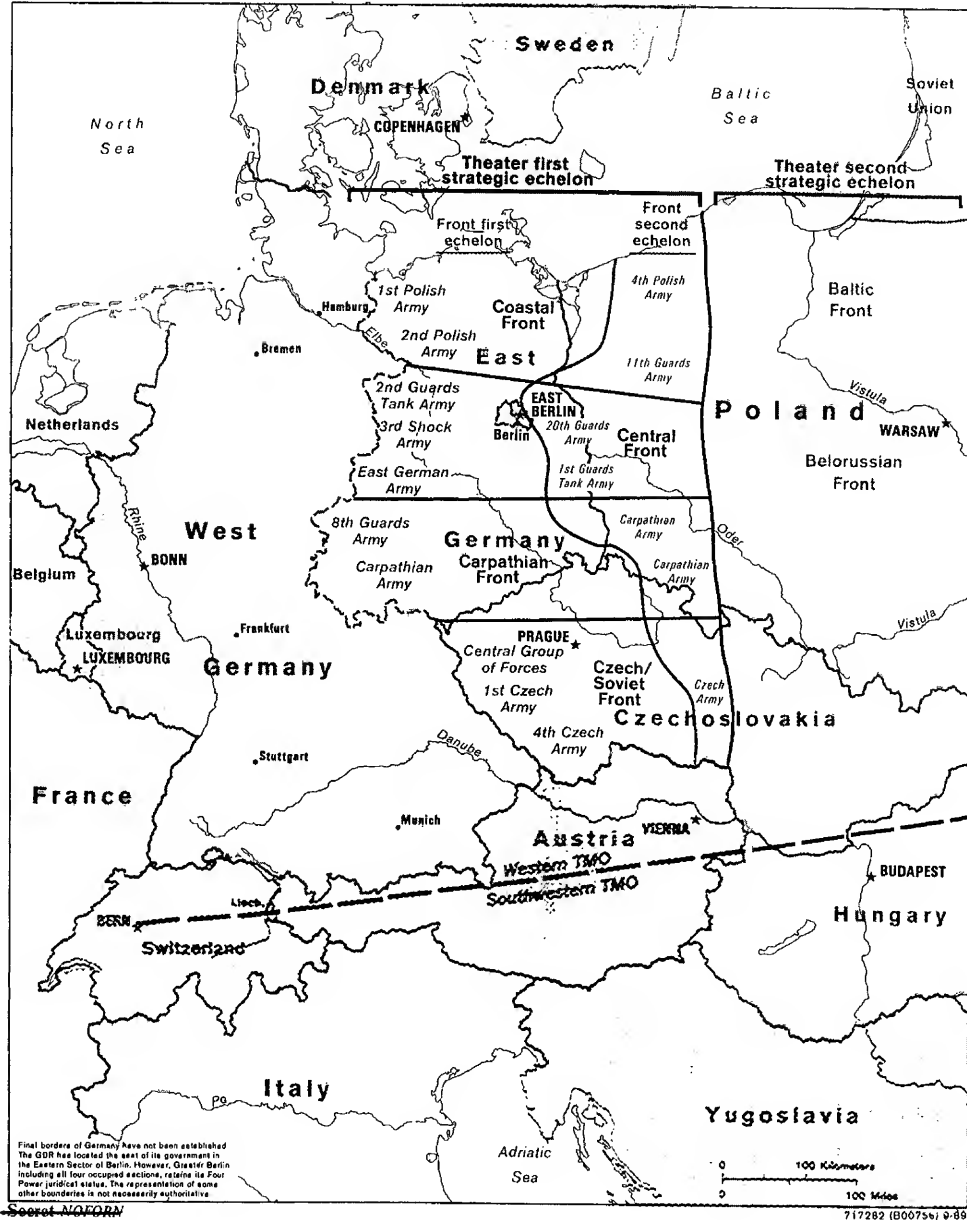 Sweden
Denmark
COPENHAGEN
North
Sea
Baltic
Sea
Soviet
Union
Theater first
strategic echelon
Theater second
strategic echelon
Front first
echelon
Front
second
echelon
1st Polish
Army
Coastal
Front
4th Polish
Army
Baltic
Front
Hamburg
Elbe
2nd Polish
Army
East
11th Guards
Army
Bremen
2nd Guards
Tank Army
EAST
BERLIN
Berlin
Vistula
Poland
WARSAW
Netherlands
3rd Shock
Army
20th Guards
Army
Central
Front
Belorussian
Front
East German
Army
1st Guards
Tank Army
Rhine
West
8th Guards
Army
Germany
Carpathian
Army
Oder
BONN
Belgium
Carpathian
Army
Carpathian
Front
Carpathian
Army
Vistula
Luxembourg
LUXEMBOURG
Frankfurt
Germany
PRAGUE
Central Group
of Forces
Czech/
Soviet
Front
1st Czech
Army
Czech
Army
Czechoslovakia
4th Czech
Army
Danube
Stuttgart
France
Munich
Austria
VIENNA
Western TMO
Southwestern TMO
BUDAPEST
Liech.
BERN
Switzerland
Hungary
Italy
Po
Yugoslavia
Adriatic
Sea
Final borders of Germany have not been established
The GDR has located the seat of its government in
the Eastern Sector of Berlin. However, Greater Berlin
including all four occupied sections, retains its Four
Power juridical status. The representation of some
other boundaries is not necessarily authoritative
0 100 Kilometers
0 100 Miles
Secret NOFORN
717282 (B00756) 9-89